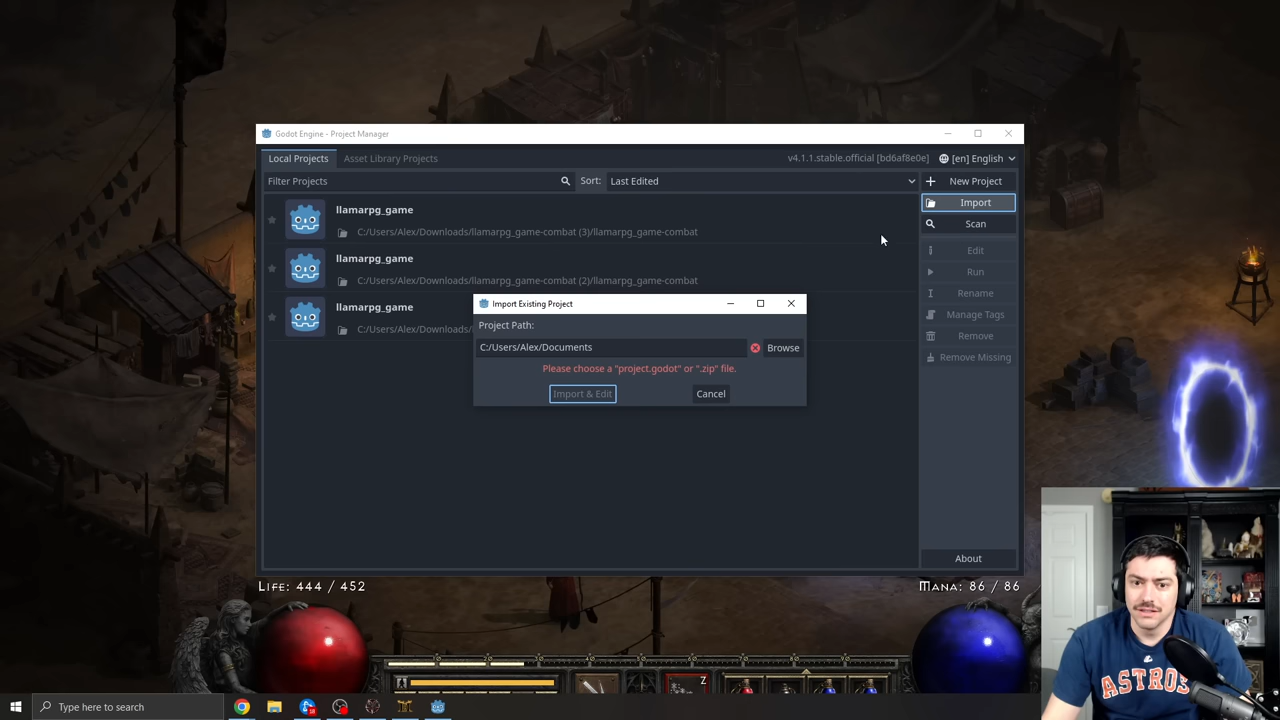 Godot Engine - Project Manager
Local Projects
Asset Library Projects
v4.1.1.stable.official [bd6af8e0e]
[en] English
Filter Projects
Sort:
Last Edited
New Project
Import
Scan
Edit
Run
Rename
Manage Tags
Remove
Remove Missing
About
llamarpg_game
C:/Users/Alex/Downloads/llamarpg_game-combat (3)/llamarpg_game-combat
llamarpg_game
C:/Users/Alex/Downloads/llamarpg_game-combat (2)/llamarpg_game-combat
llamarpg_game
C:/Users/Alex/Downloads/
Import Existing Project
Project Path:
C:/Users/Alex/Documents
Browse
Please choose a "project.godot" or ".zip" file.
Import & Edit
Cancel
Life: 444 / 452
Mana: 86 / 86
Z
ASTROS
Type here to search